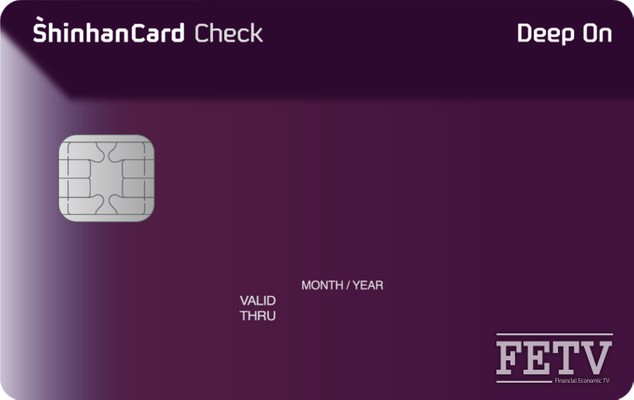 ShinhanCard Check
Deep On
MONTH / YEAR
VALID
THRU
FETV
Financial Economic TV